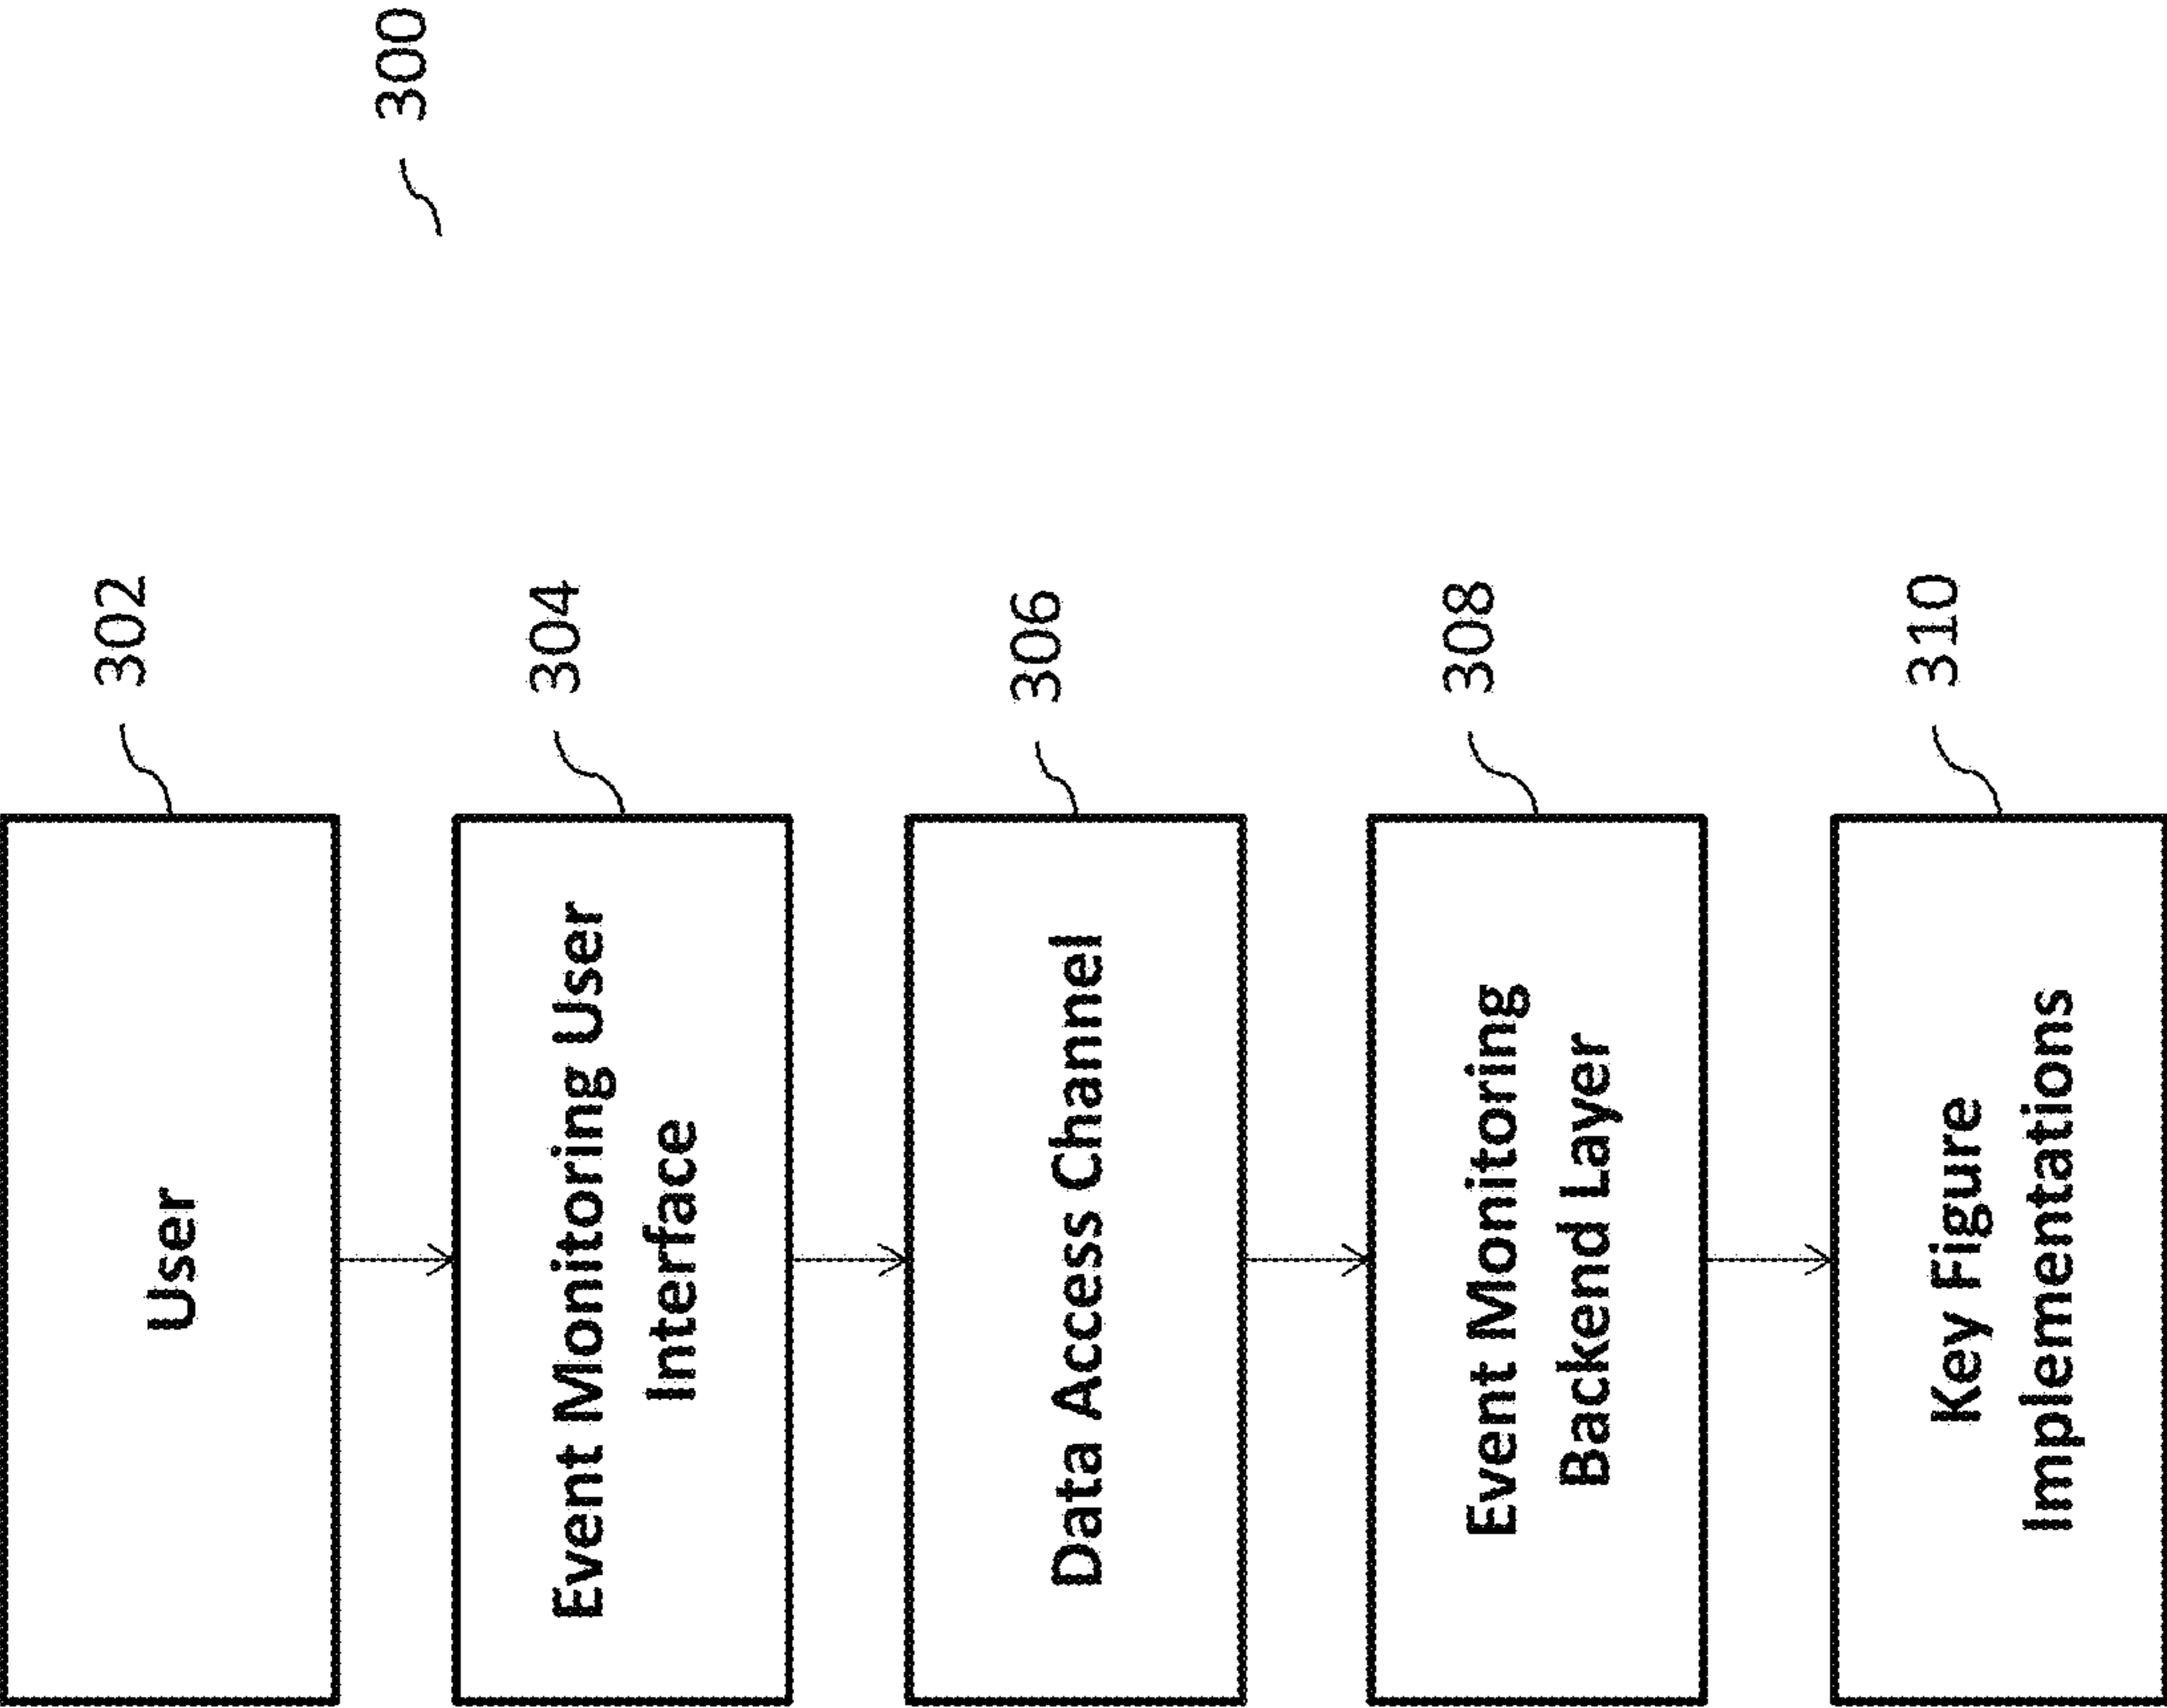 300
User
302
Event Monitoring User
Interface
304
Data Access Channel
306
Event Monitoring
Backend Layer
308
Key Figure
Implementations
310